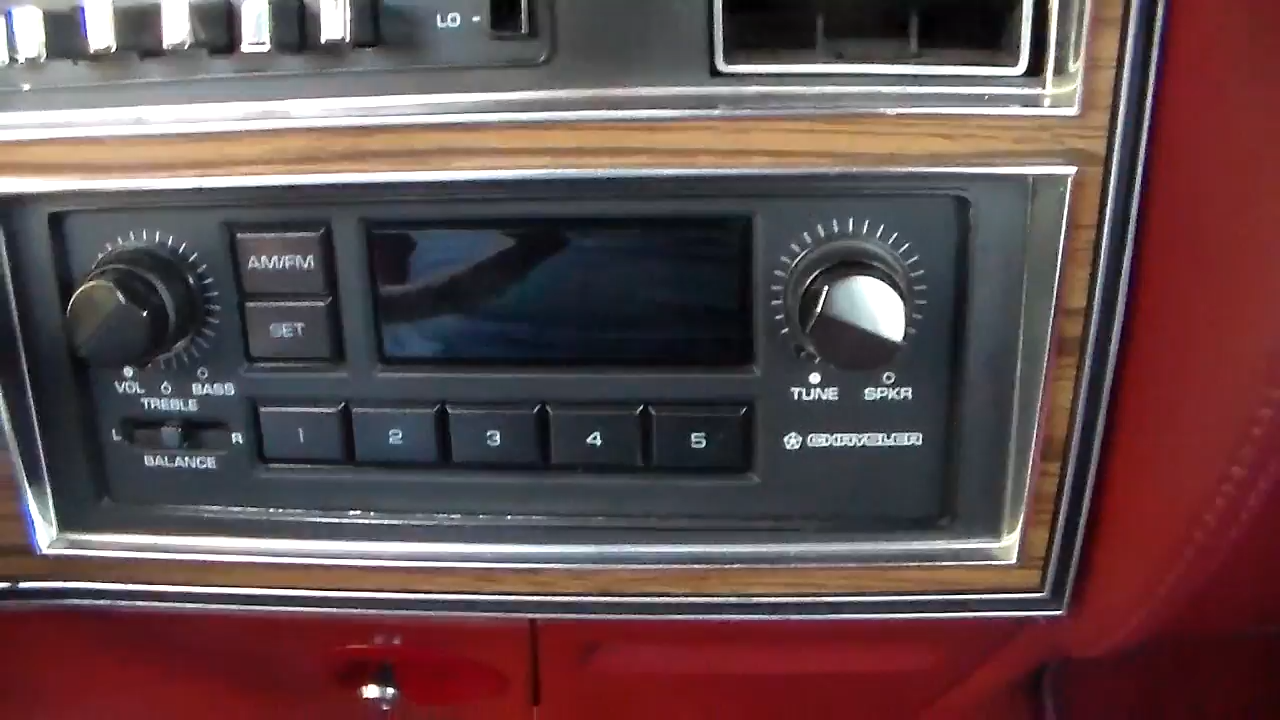 LO -
AM/FM
SET
VOL BASS
TREBLE
L R
BALANCE
1 2 3 4 5
TUNE SPKR
CHRYSLER